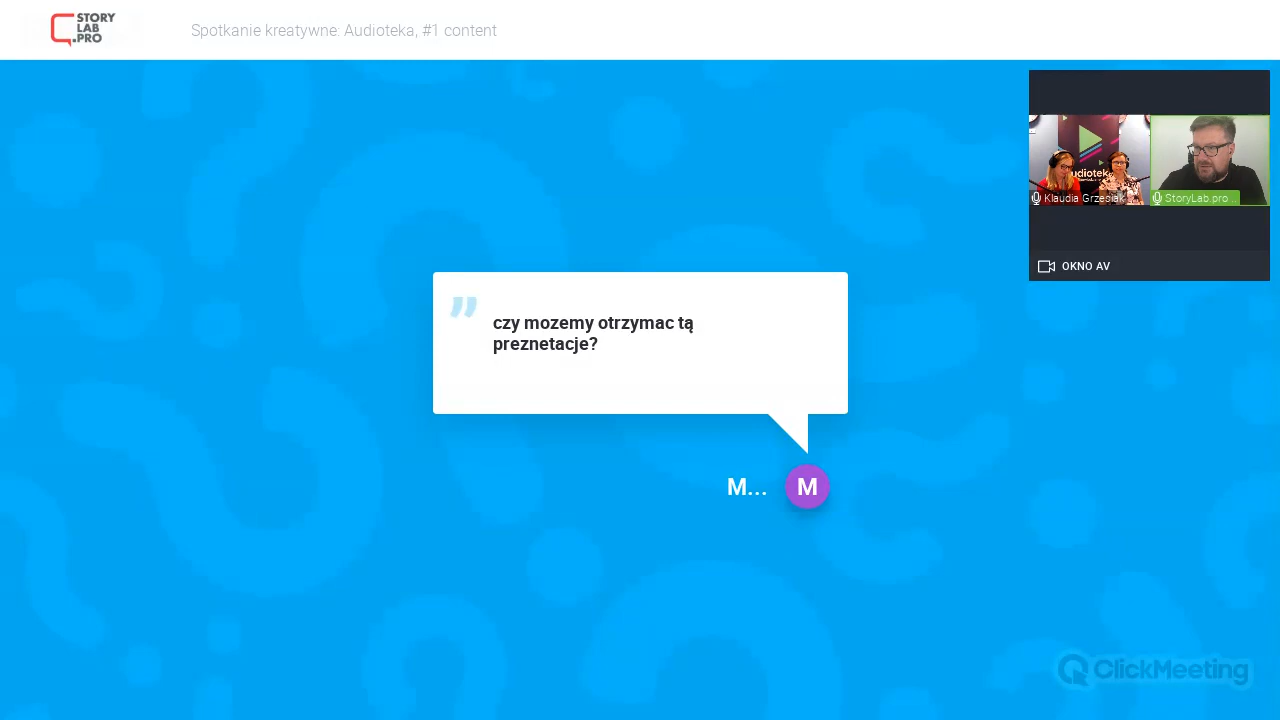 STORY
LAB
.PRO
Spotkanie kreatywne: Audioteka, #1 content
Klaudia Grzesiak
StoryLab.pro ...
OKNO AV
”
czy mozemy otrzymac tą
preznetacje?
M... M
ClickMeeting